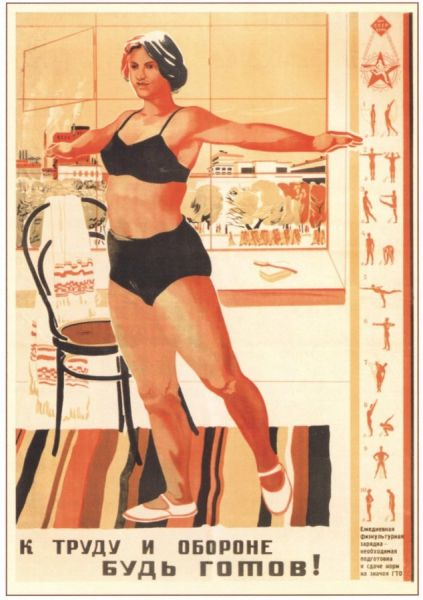 К ТРУДУ И ОБОРОНЕ
БУДЬ ГОТОВ!
Ежедневная
физкультурная
зарядка -
необходимая
подготовка
к сдаче норм
на значок ГТО